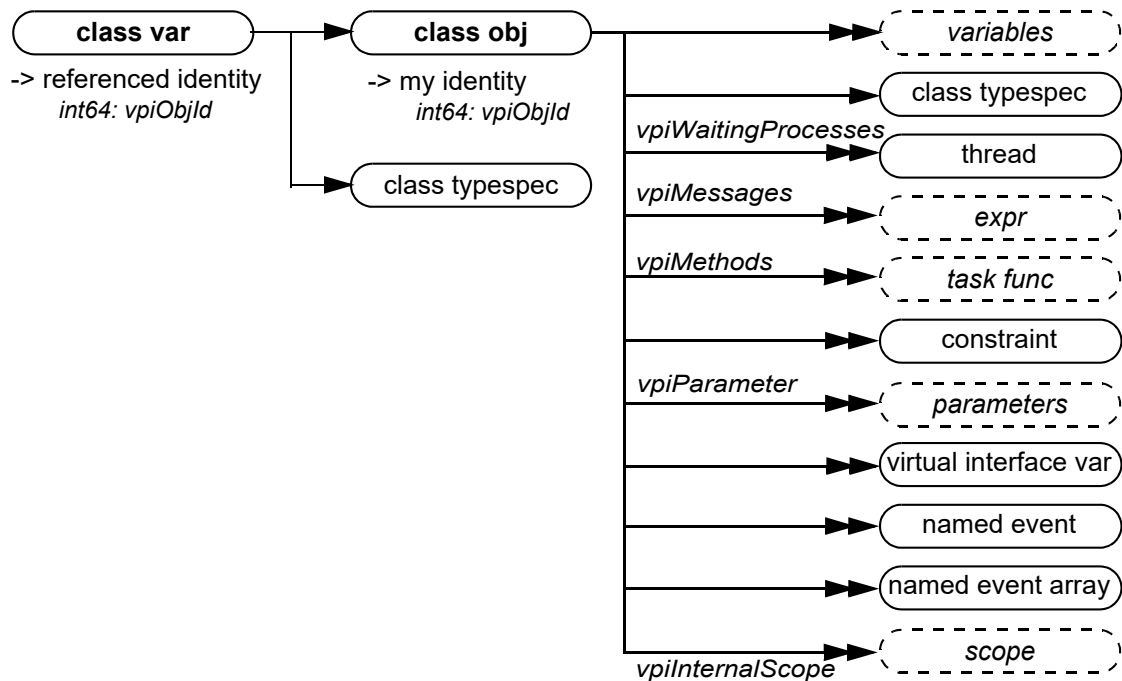 class var
-> referenced identity
int64: vpiObjId
class obj
-> my identity
int64: vpiObjId
class typespec
variables
class typespec
vpiWaitingProcesses
thread
vpiMessages
expr
vpiMethods
task func
constraint
vpiParameter
parameters
virtual interface var
named event
named event array
vpiInternalScope
scope